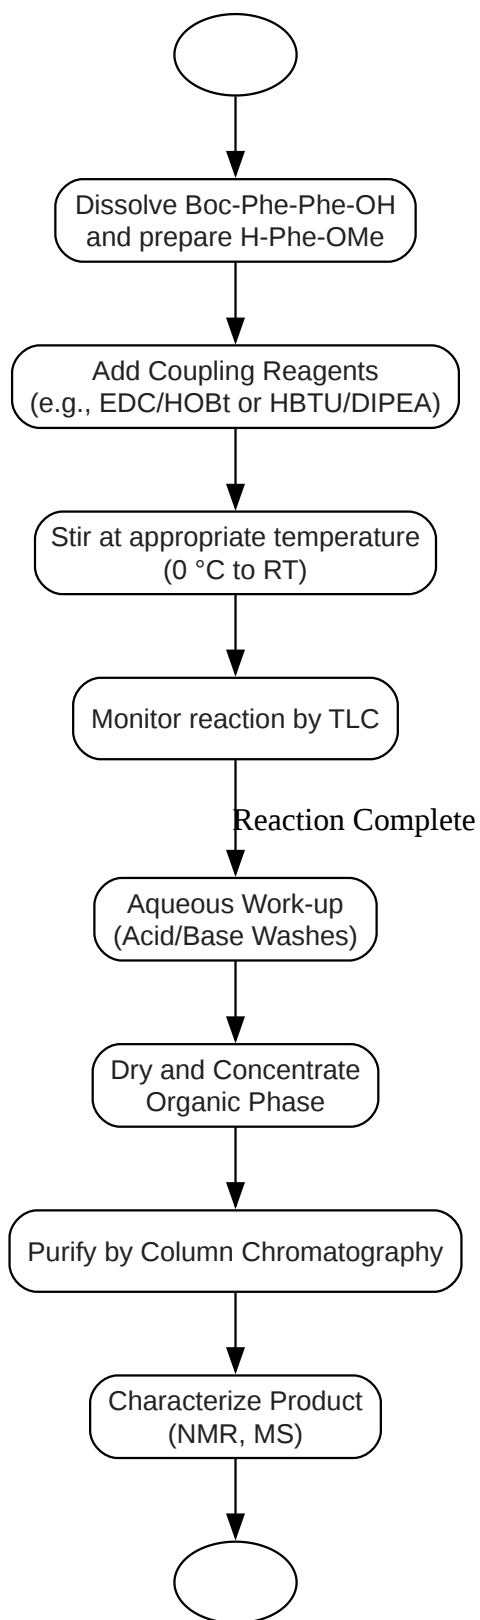 Dissolve Boc-Phe-Phe-OH
and prepare H-Phe-OMe
Add Coupling Reagents
(e.g., EDC/HOBt or HBTU/DIPEA)
Stir at appropriate temperature
(0 °C to RT)
Monitor reaction by TLC
Reaction Complete
Aqueous Work-up
(Acid/Base Washes)
Dry and Concentrate
Organic Phase
Purify by Column Chromatography
Characterize Product
(NMR, MS)